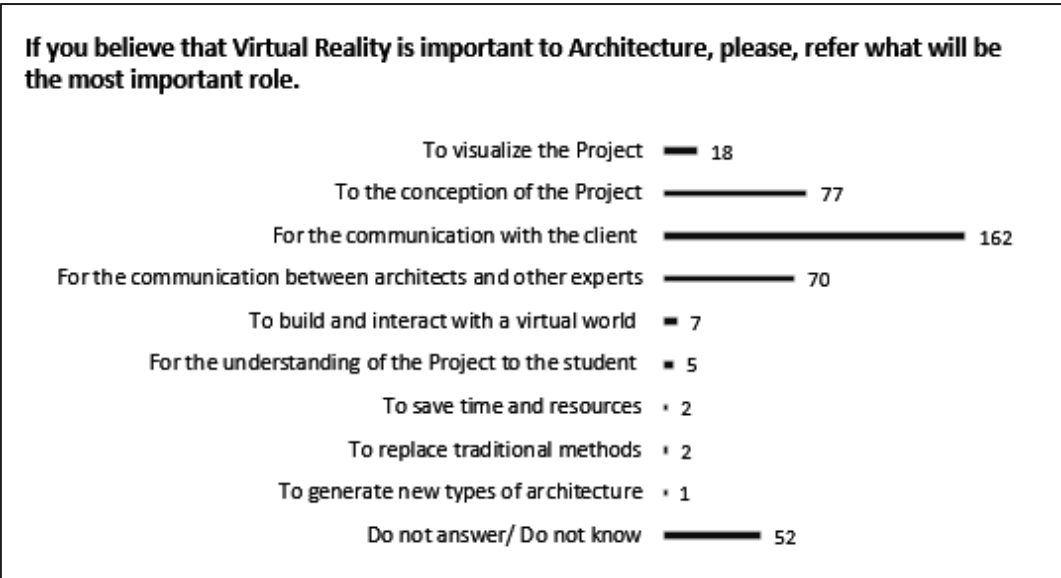 If you believe that Virtual Reality is important to Architecture, please, refer what will be
the most important role.
To visualize the Project 18
To the conception of the Project 77
For the communication with the client 162
For the communication between architects and other experts 70
To build and interact with a virtual world 7
For the understanding of the Project to the student 5
To save time and resources 2
To replace traditional methods 2
To generate new types of architecture 1
Do not answer/ Do not know 52